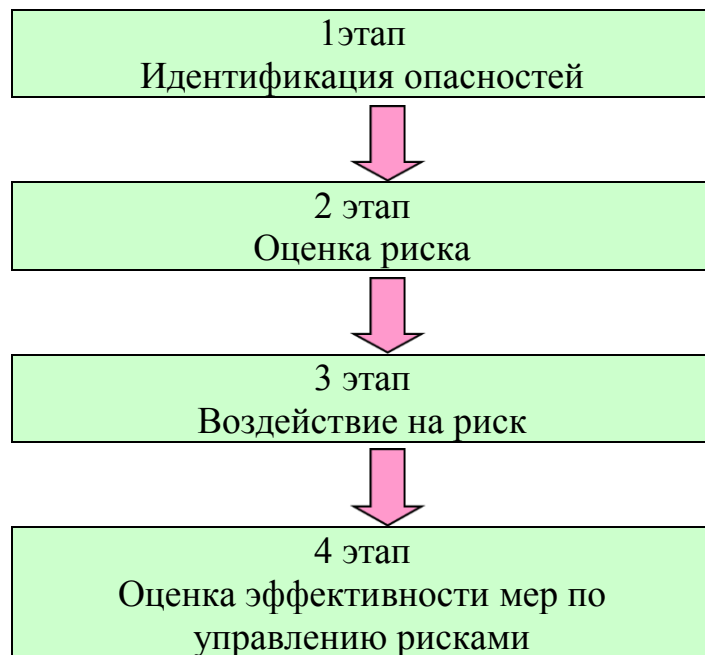 1этап
Идентификация опасностей
2 этап
Оценка риска
3 этап
Воздействие на риск
4 этап
Оценка эффективности мер по
управлению рисками